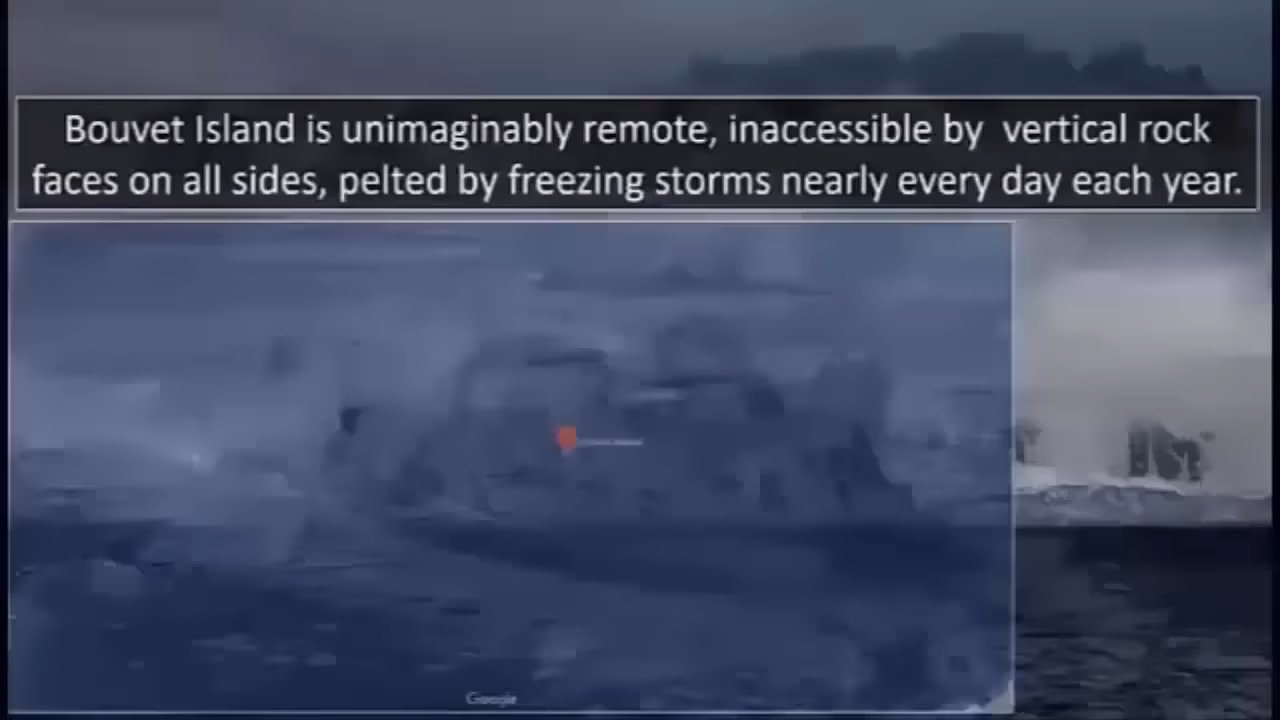 Bouvet Island is unimaginably remote, inaccessible by  vertical rock
faces on all sides, pelted by freezing storms nearly every day each year.
Google